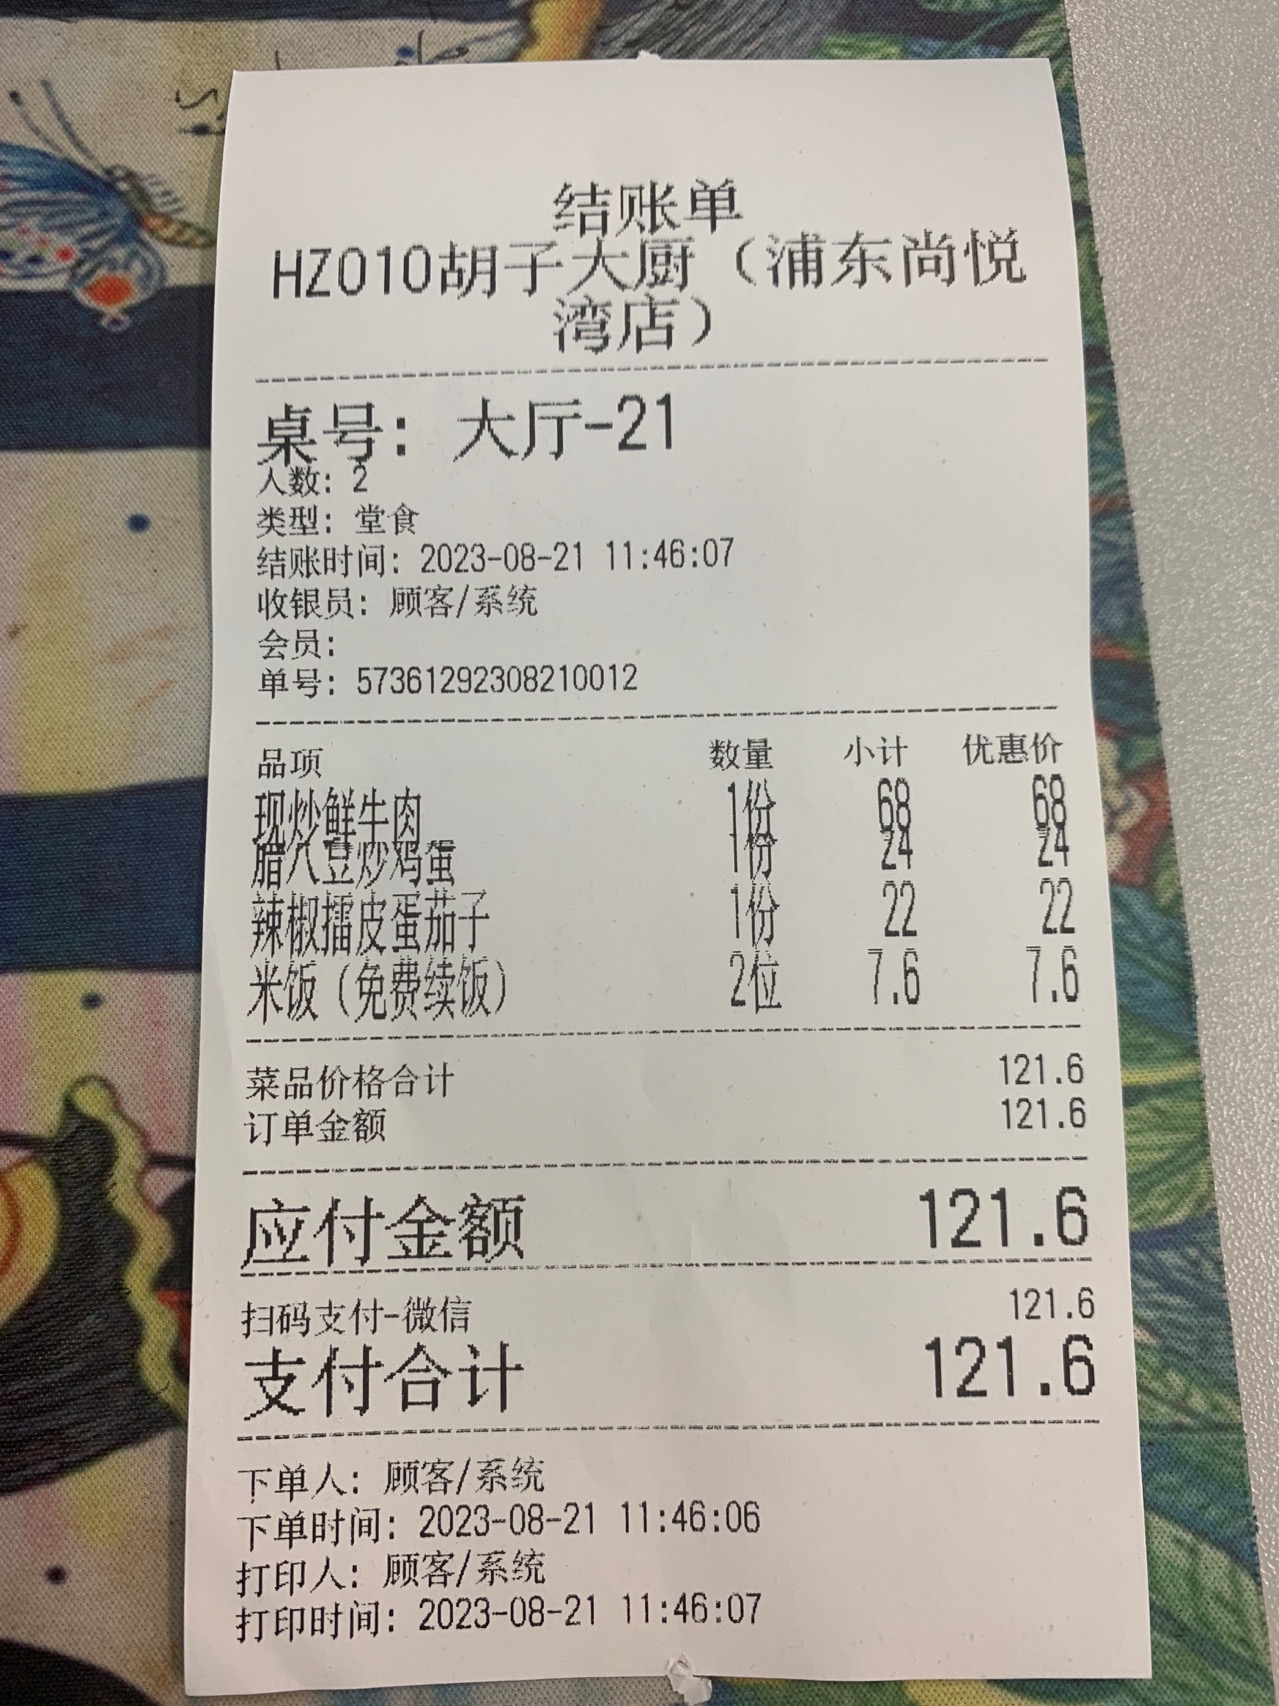 结账单
HZ010胡子大厨（浦东尚悦
湾店）
桌号：大厅-21
人数：2
类型：堂食
结账时间：2023-08-21 11:46:07
收银员：顾客/系统
会员：
单号：57361292308210012
品项 数量 小计 优惠价
现炒鲜牛肉 1份 68 68
腊八豆炒鸡蛋 1份 24 24
辣椒擂皮蛋茄子 1份 22 22
米饭（免费续饭） 2位 7.6 7.6
菜品价格合计 121.6
订单金额 121.6
应付金额 121.6
扫码支付-微信 121.6
支付合计 121.6
下单人：顾客/系统
下单时间：2023-08-21 11:46:06
打印人：顾客/系统
打印时间：2023-08-21 11:46:07